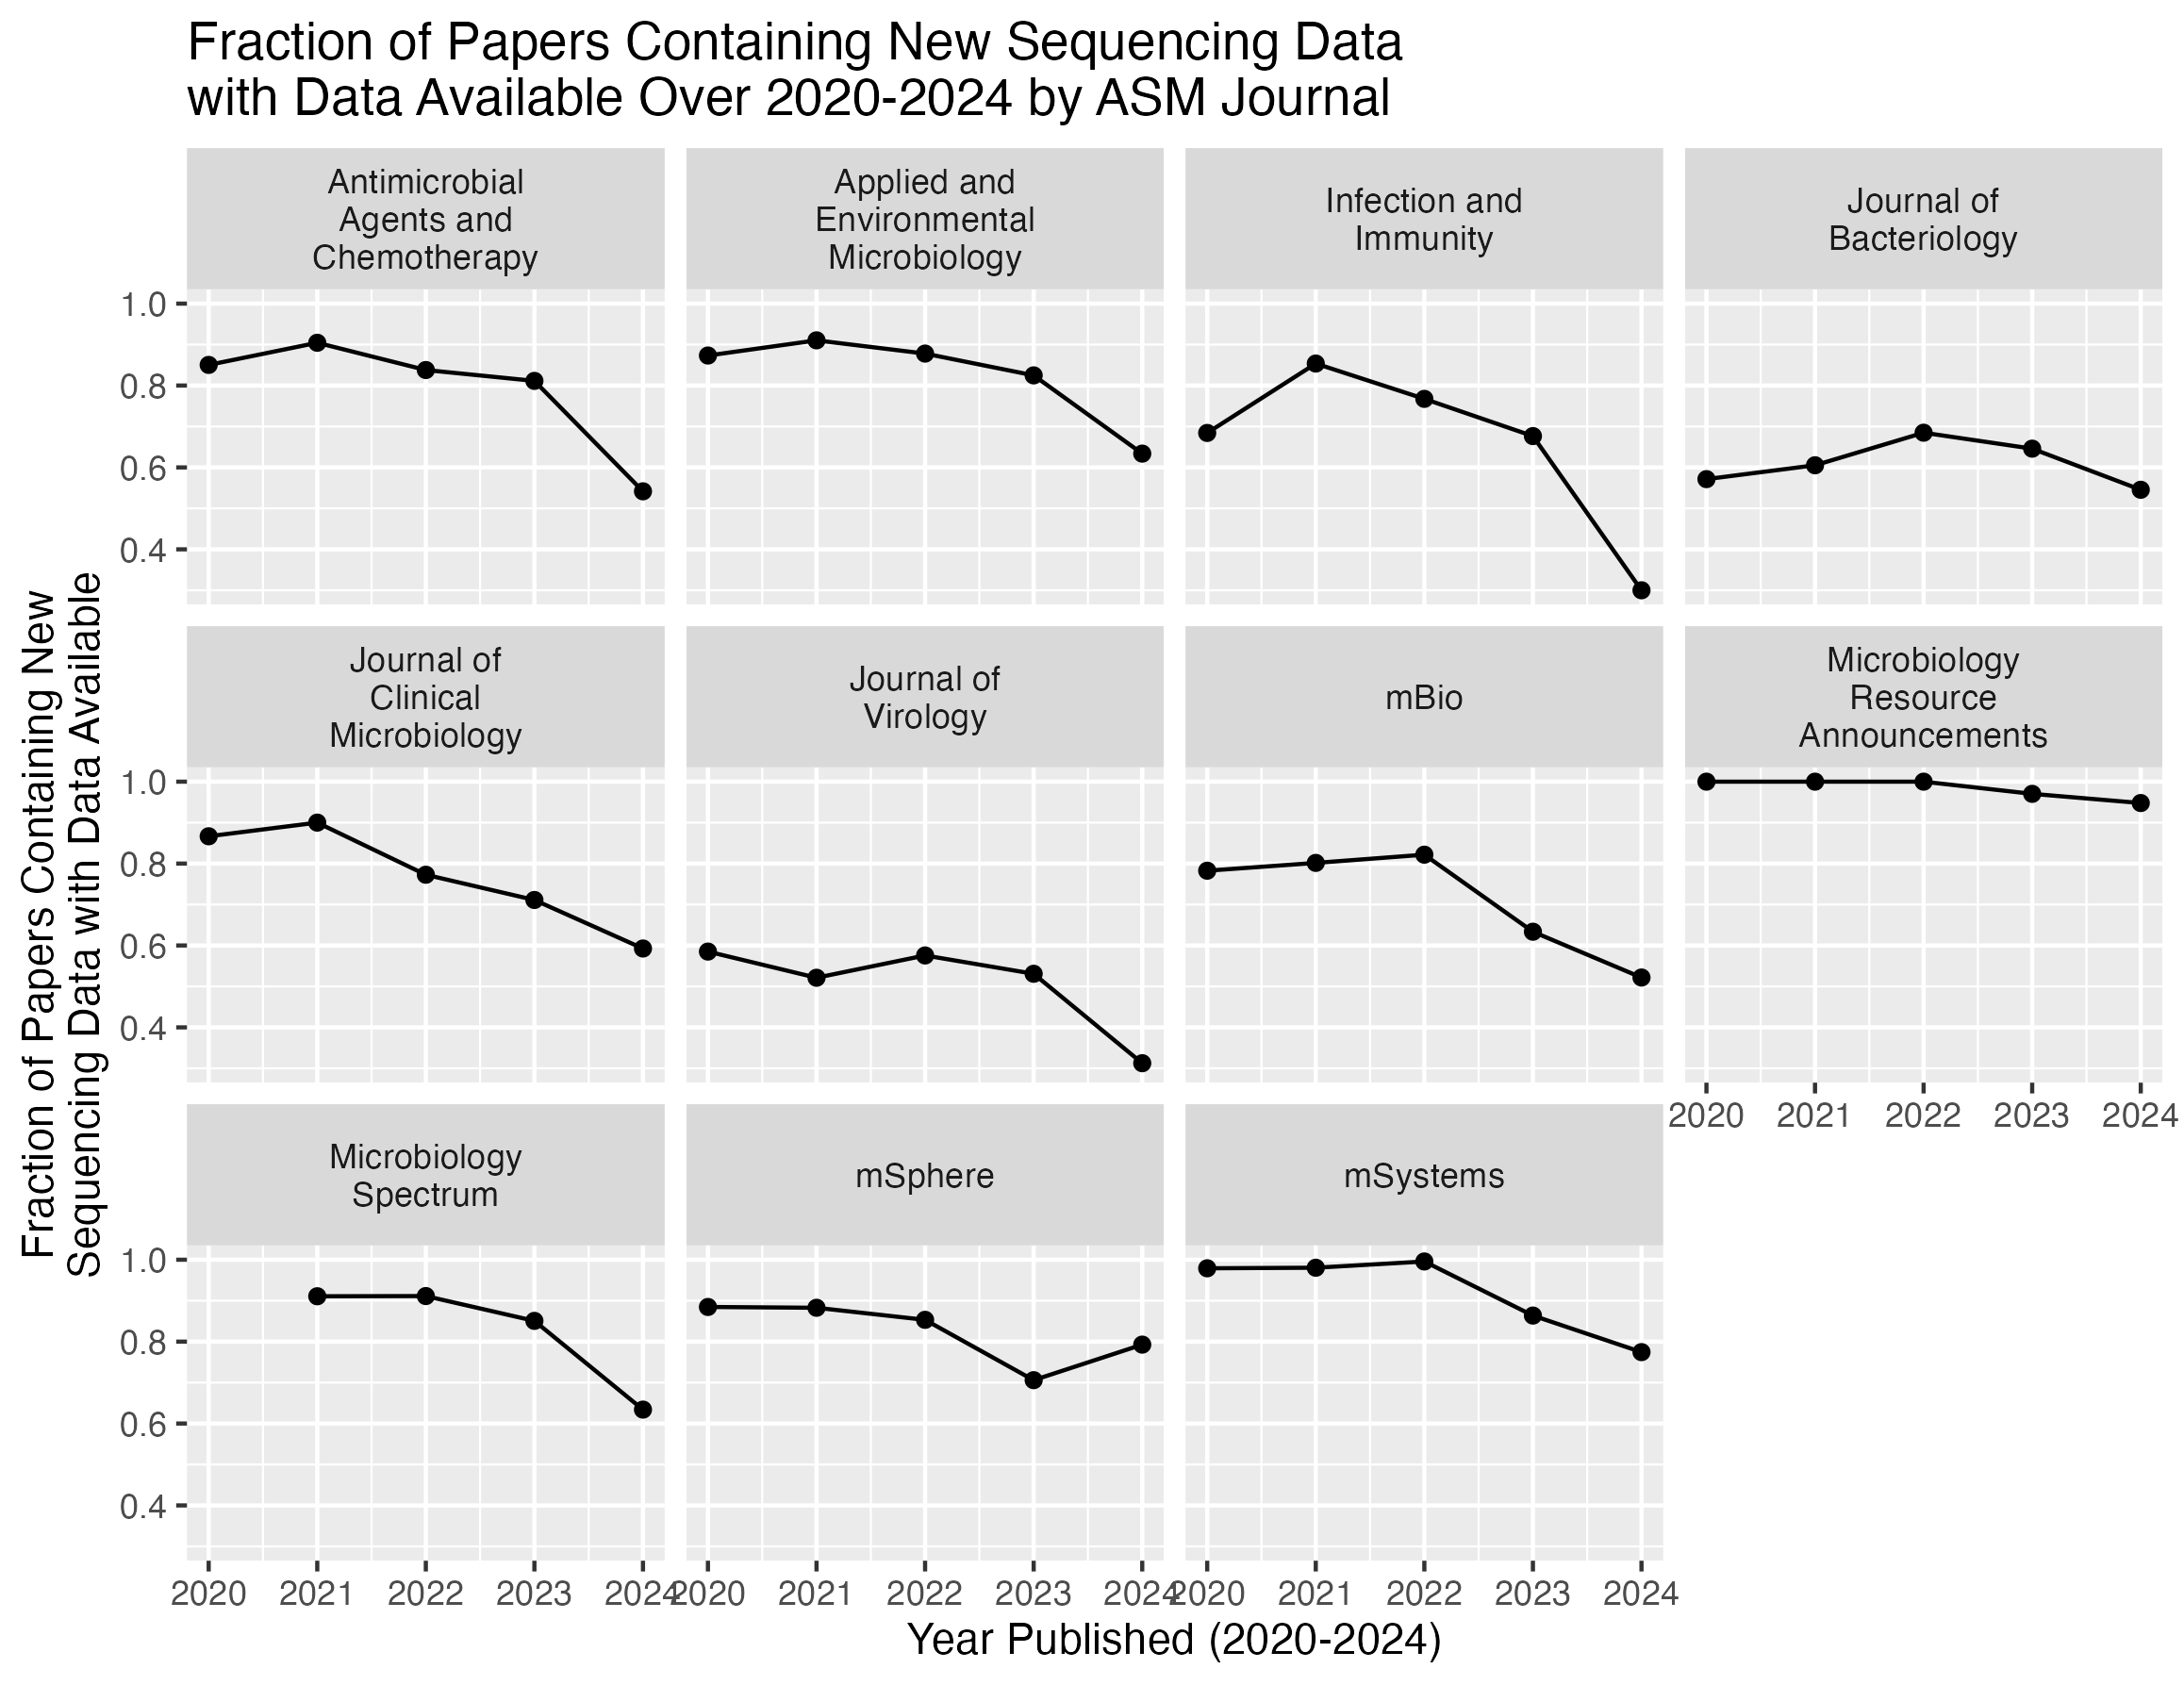 Fraction of Papers Containing New Sequencing Data
with Data Available Over 2020-2024 by ASM Journal
Fraction of Papers Containing New
Sequencing Data with Data Available
Antimicrobial
Agents and
Chemotherapy
Applied and
Environmental
Microbiology
Infection and
Immunity
Journal of
Bacteriology
1.0
0.8
0.6
0.4
Journal of
Clinical
Microbiology
Journal of
Virology
mBio
Microbiology
Resource
Announcements
1.0
0.8
0.6
0.4
2020 2021 2022 2023 2024
Microbiology
Spectrum
mSphere
mSystems
1.0
0.8
0.6
0.4
2020 2021 2022 2023 2024 2020 2021 2022 2023 2024 2020 2021 2022 2023 2024
Year Published (2020-2024)